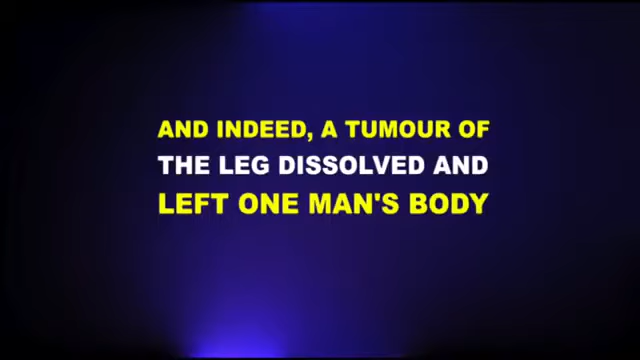 AND INDEED, A TUMOUR OF
THE LEG DISSOLVED AND
LEFT ONE MAN'S BODY